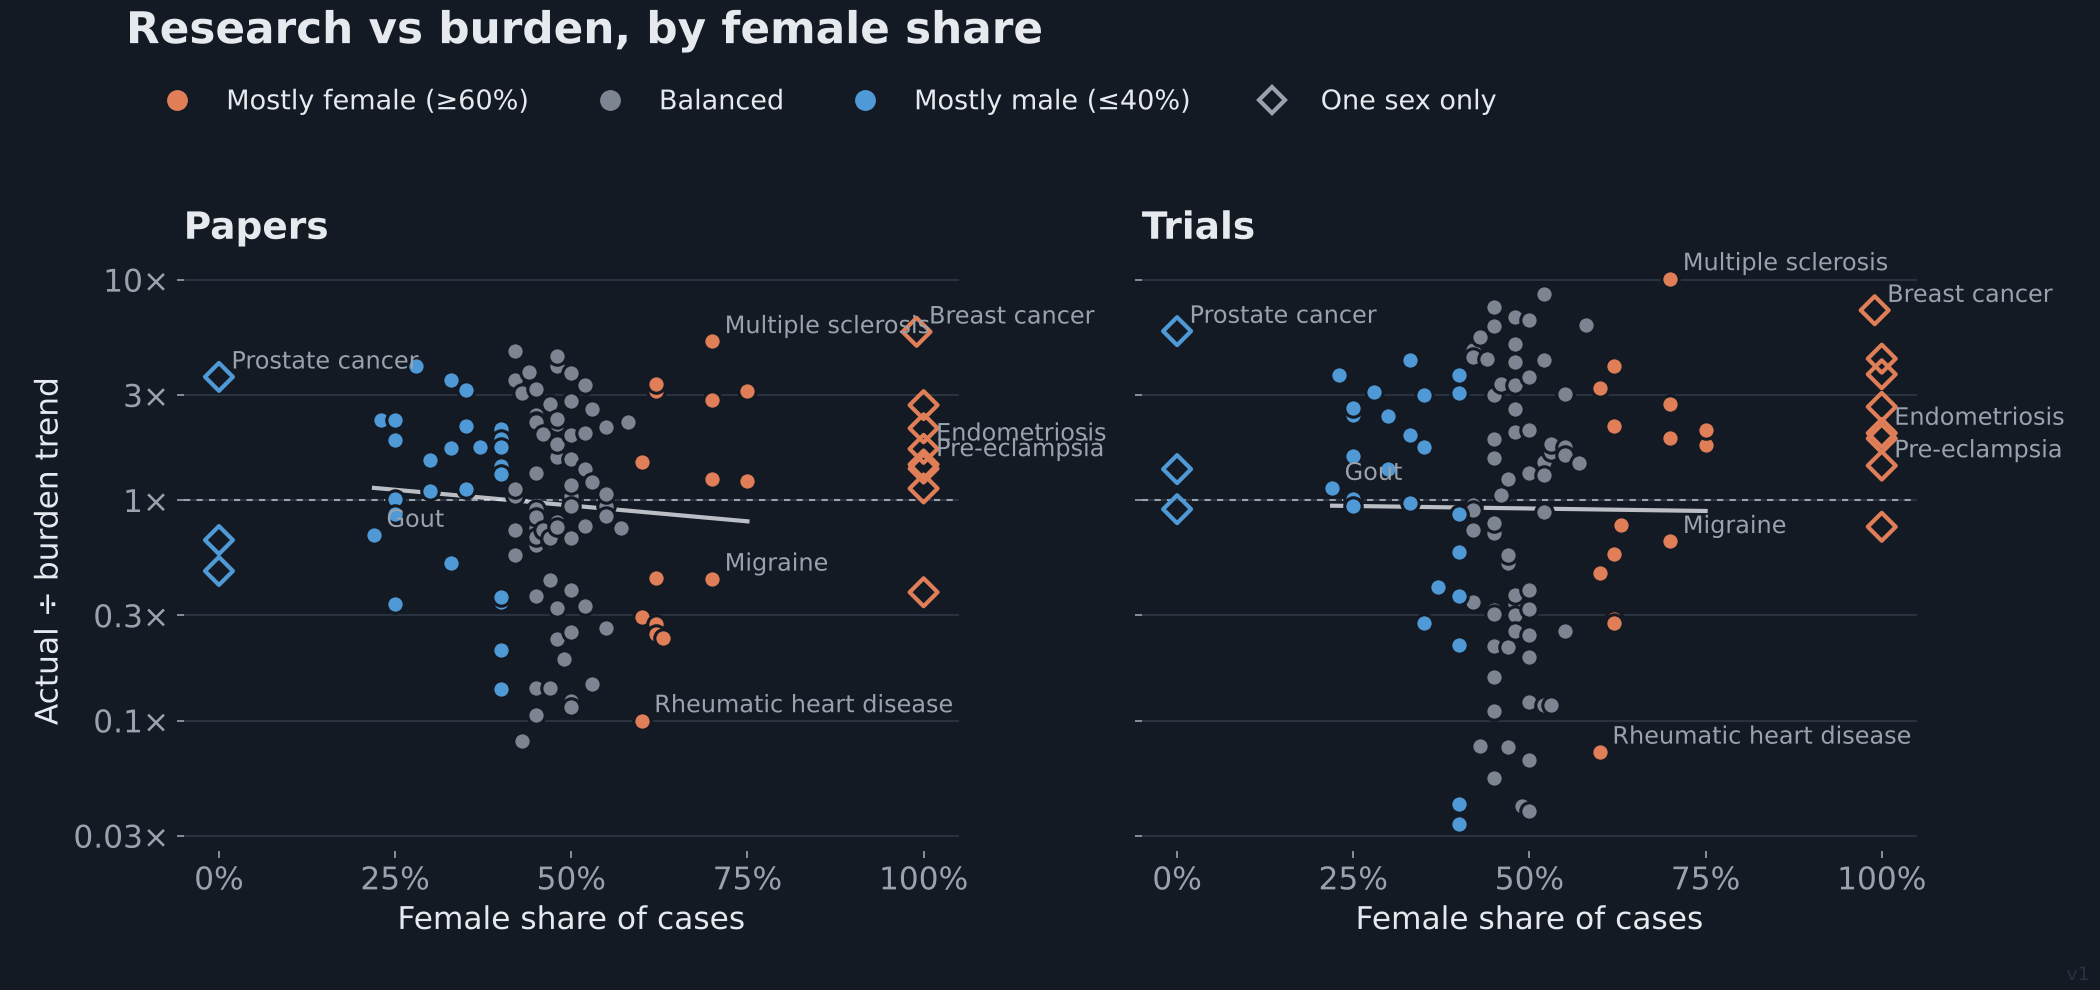 Research vs burden, by female share
Mostly female (≥60%)
Balanced
Mostly male (≤40%)
One sex only
Papers
Actual ÷ burden trend
10×
3×
1×
0.3×
0.1×
0.03×
Prostate cancer
Multiple sclerosis
Breast cancer
Endometriosis
Pre-eclampsia
Gout
Migraine
Rheumatic heart disease
0%
25%
50%
75%
100%
Female share of cases
Trials
Multiple sclerosis
Breast cancer
Prostate cancer
Endometriosis
Pre-eclampsia
Gout
Migraine
Rheumatic heart disease
0%
25%
50%
75%
100%
Female share of cases
v1